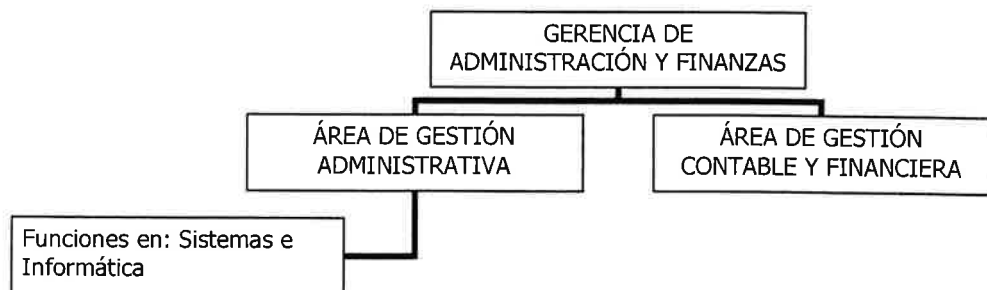 GERENCIA DE
ADMINISTRACIÓN Y FINANZAS
ÁREA DE GESTIÓN
ADMINISTRATIVA
ÁREA DE GESTIÓN
CONTABLE Y FINANCIERA
Funciones en: Sistemas e
Informática